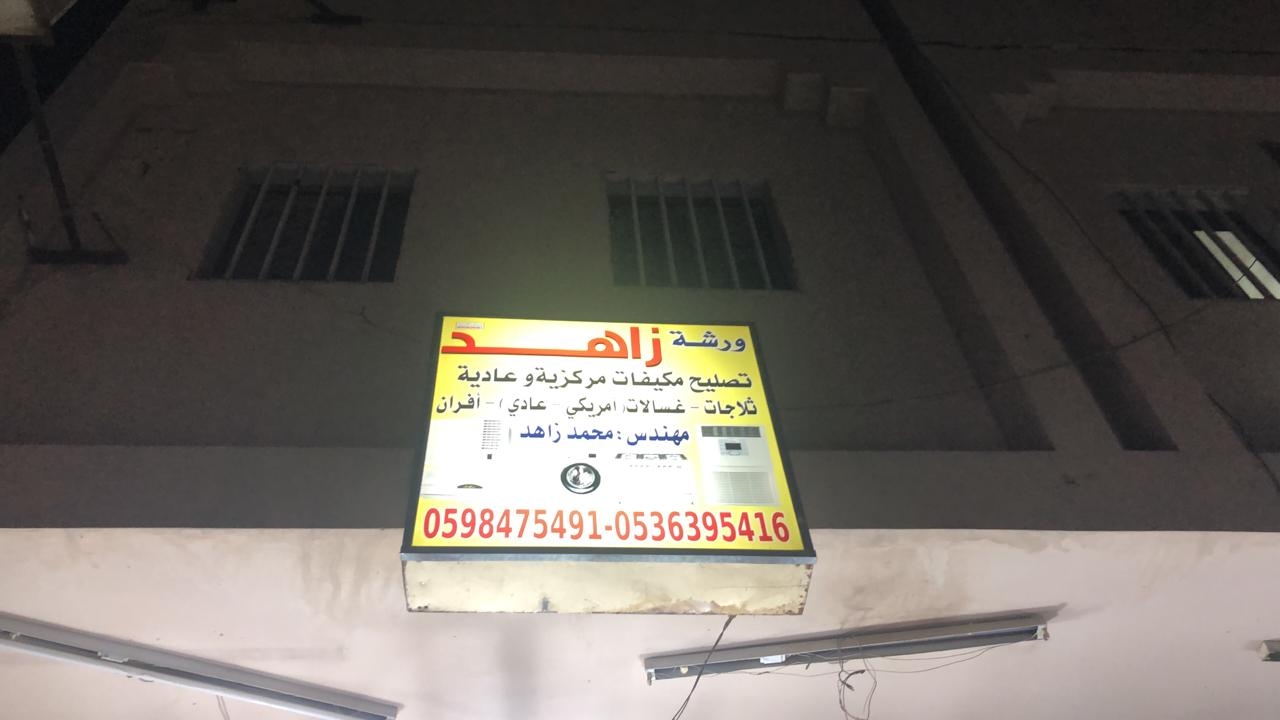 ورشة زاهد
تصليح مكيفات مركزية و عادية
ثلاجات - غسالات (امريكي - عادي) - أفران
مهندس : محمد زاهد
0598475491-0536395416